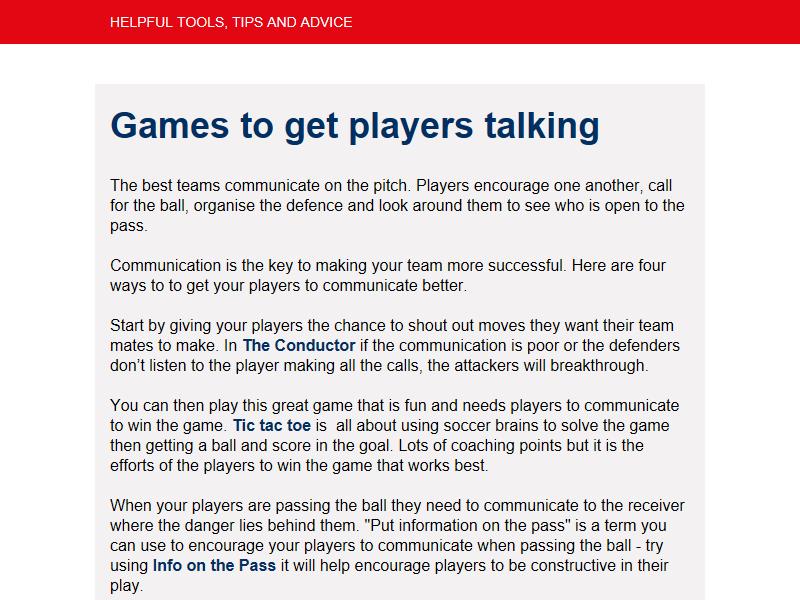 HELPFUL TOOLS, TIPS AND ADVICE
Games to get players talking
The best teams communicate on the pitch. Players encourage one another, call
for the ball, organise the defence and look around them to see who is open to the
pass.
Communication is the key to making your team more successful. Here are four
ways to to get your players to communicate better.
Start by giving your players the chance to shout out moves they want their team
mates to make. In The Conductor if the communication is poor or the defenders
don’t listen to the player making all the calls, the attackers will breakthrough.
You can then play this great game that is fun and needs players to communicate
to win the game. Tic tac toe is  all about using soccer brains to solve the game
then getting a ball and score in the goal. Lots of coaching points but it is the
efforts of the players to win the game that works best.
When your players are passing the ball they need to communicate to the receiver
where the danger lies behind them. "Put information on the pass" is a term you
can use to encourage your players to communicate when passing the ball - try
using Info on the Pass it will help encourage players to be constructive in their
play.